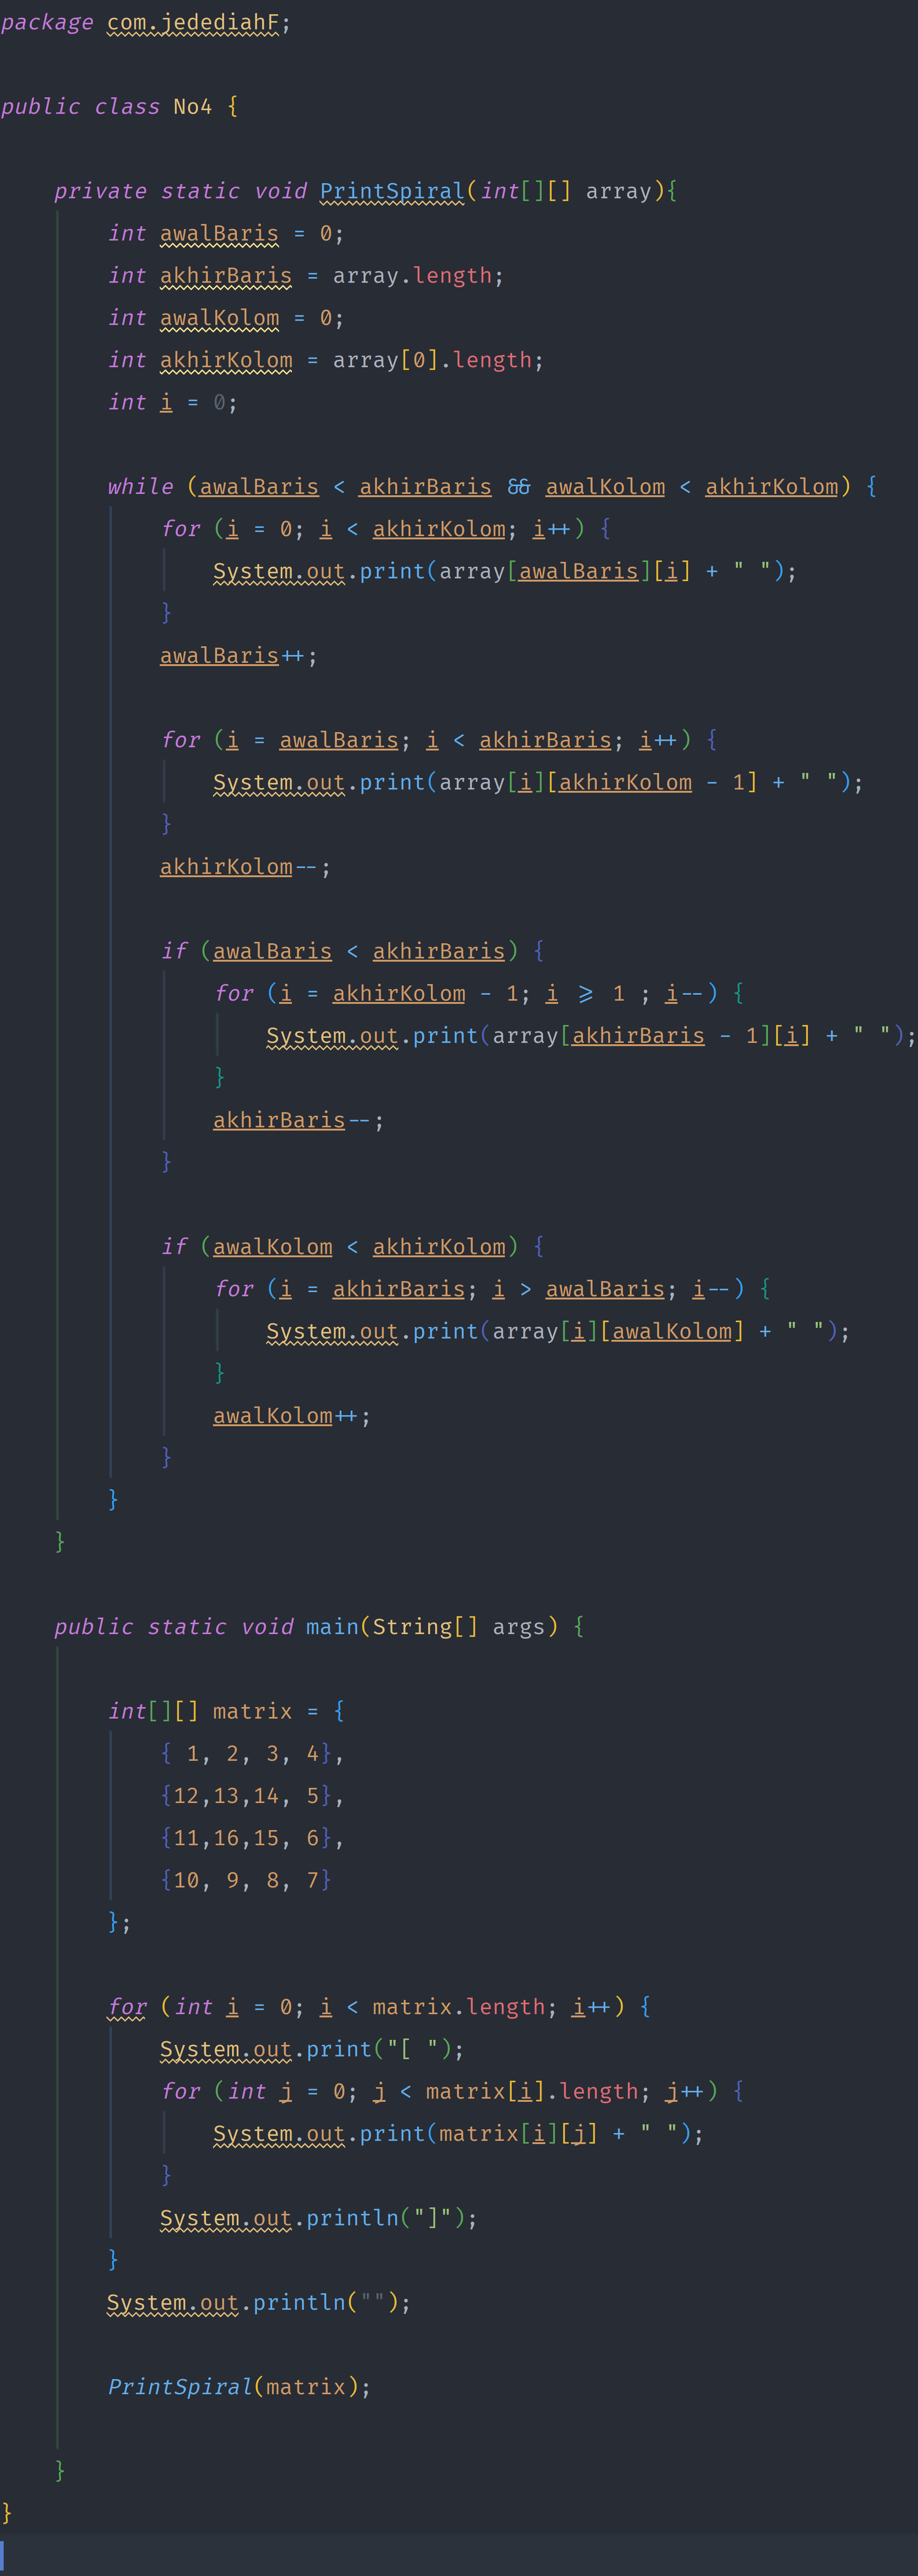 package com.jedediahF;
public class No4 {
private static void PrintSpiral(int[][] array){
int awalBaris = 0;
int akhirBaris = array.length;
int awalKolom = 0;
int akhirKolom = array[0].length;
int i = 0;
while (awalBaris < akhirBaris && awalKolom < akhirKolom) {
for (i = 0; i < akhirKolom; i++) {
System.out.print(array[awalBaris][i] + " ");
}
awalBaris++;
for (i = awalBaris; i < akhirBaris; i++) {
System.out.print(array[i][akhirKolom - 1] + " ");
}
akhirKolom--;
if (awalBaris < akhirBaris) {
for (i = akhirKolom - 1; i >= 1 ; i--) {
System.out.print(array[akhirBaris - 1][i] + " ");
}
akhirBaris--;
}
if (awalKolom < akhirKolom) {
for (i = akhirBaris; i > awalBaris; i--) {
System.out.print(array[i][awalKolom] + " ");
}
awalKolom++;
}
}
}
public static void main(String[] args) {
int[][] matrix = {
{ 1, 2, 3, 4},
{12,13,14, 5},
{11,16,15, 6},
{10, 9, 8, 7}
};
for (int i = 0; i < matrix.length; i++) {
System.out.print("[ ");
for (int j = 0; j < matrix[i].length; j++) {
System.out.print(matrix[i][j] + " ");
}
System.out.println("]");
}
System.out.println("");
PrintSpiral(matrix);
}
}